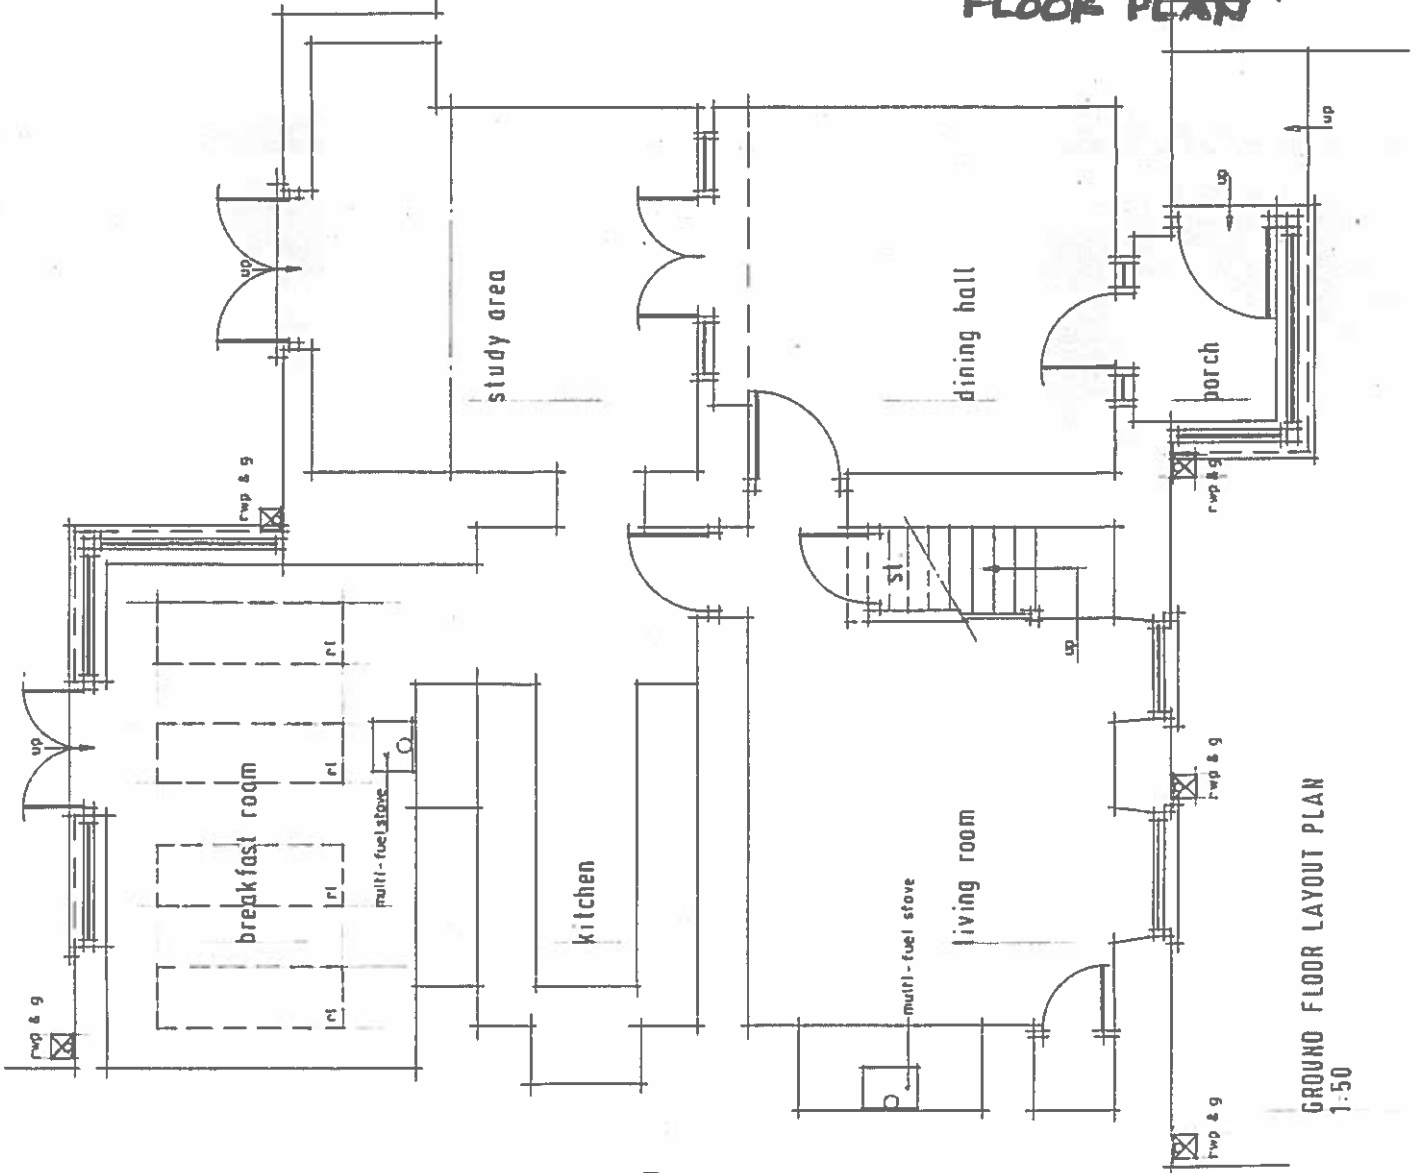 FLOOR PLAN
up
up
up
study area
dining hall
porch
rwp & g
rwp & g
st.
up
up
rl
rl
rl
rl
breakfast room
multi-fuel stove
kitchen
living room
multi-fuel stove
rwp & g
rwp & g
rwp & g
GROUND FLOOR LAYOUT PLAN
1:50